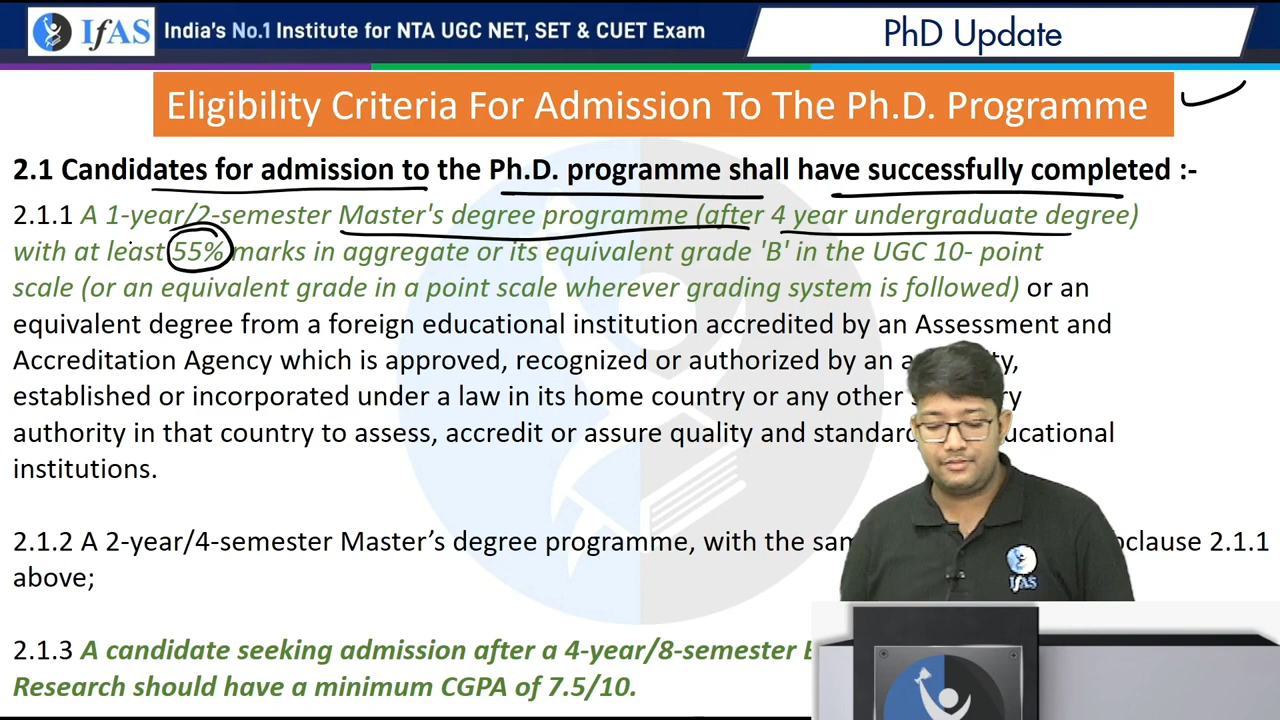 IfAS India's No.1 Institute for NTA UGC NET, SET & CUET Exam PhD Update
Eligibility Criteria For Admission To The Ph.D. Programme
2.1 Candidates for admission to the Ph.D. programme shall have successfully completed :-
2.1.1 A 1-year/2-semester Master's degree programme (after 4 year undergraduate degree)
with at least 55% marks in aggregate or its equivalent grade 'B' in the UGC 10- point
scale (or an equivalent grade in a point scale wherever grading system is followed) or an
equivalent degree from a foreign educational institution accredited by an Assessment and
Accreditation Agency which is approved, recognized or authorized by an
established or incorporated under a law in its home country or any other
authority in that country to assess, accredit or assure quality and
institutions.
2.1.2 A 2-year/4-semester Master's degree programme, with the 2.1.1
above;
2.1.3 A candidate seeking admission after a 4-year/8-semester
Research should have a minimum CGPA of 7.5/10.
IfAS